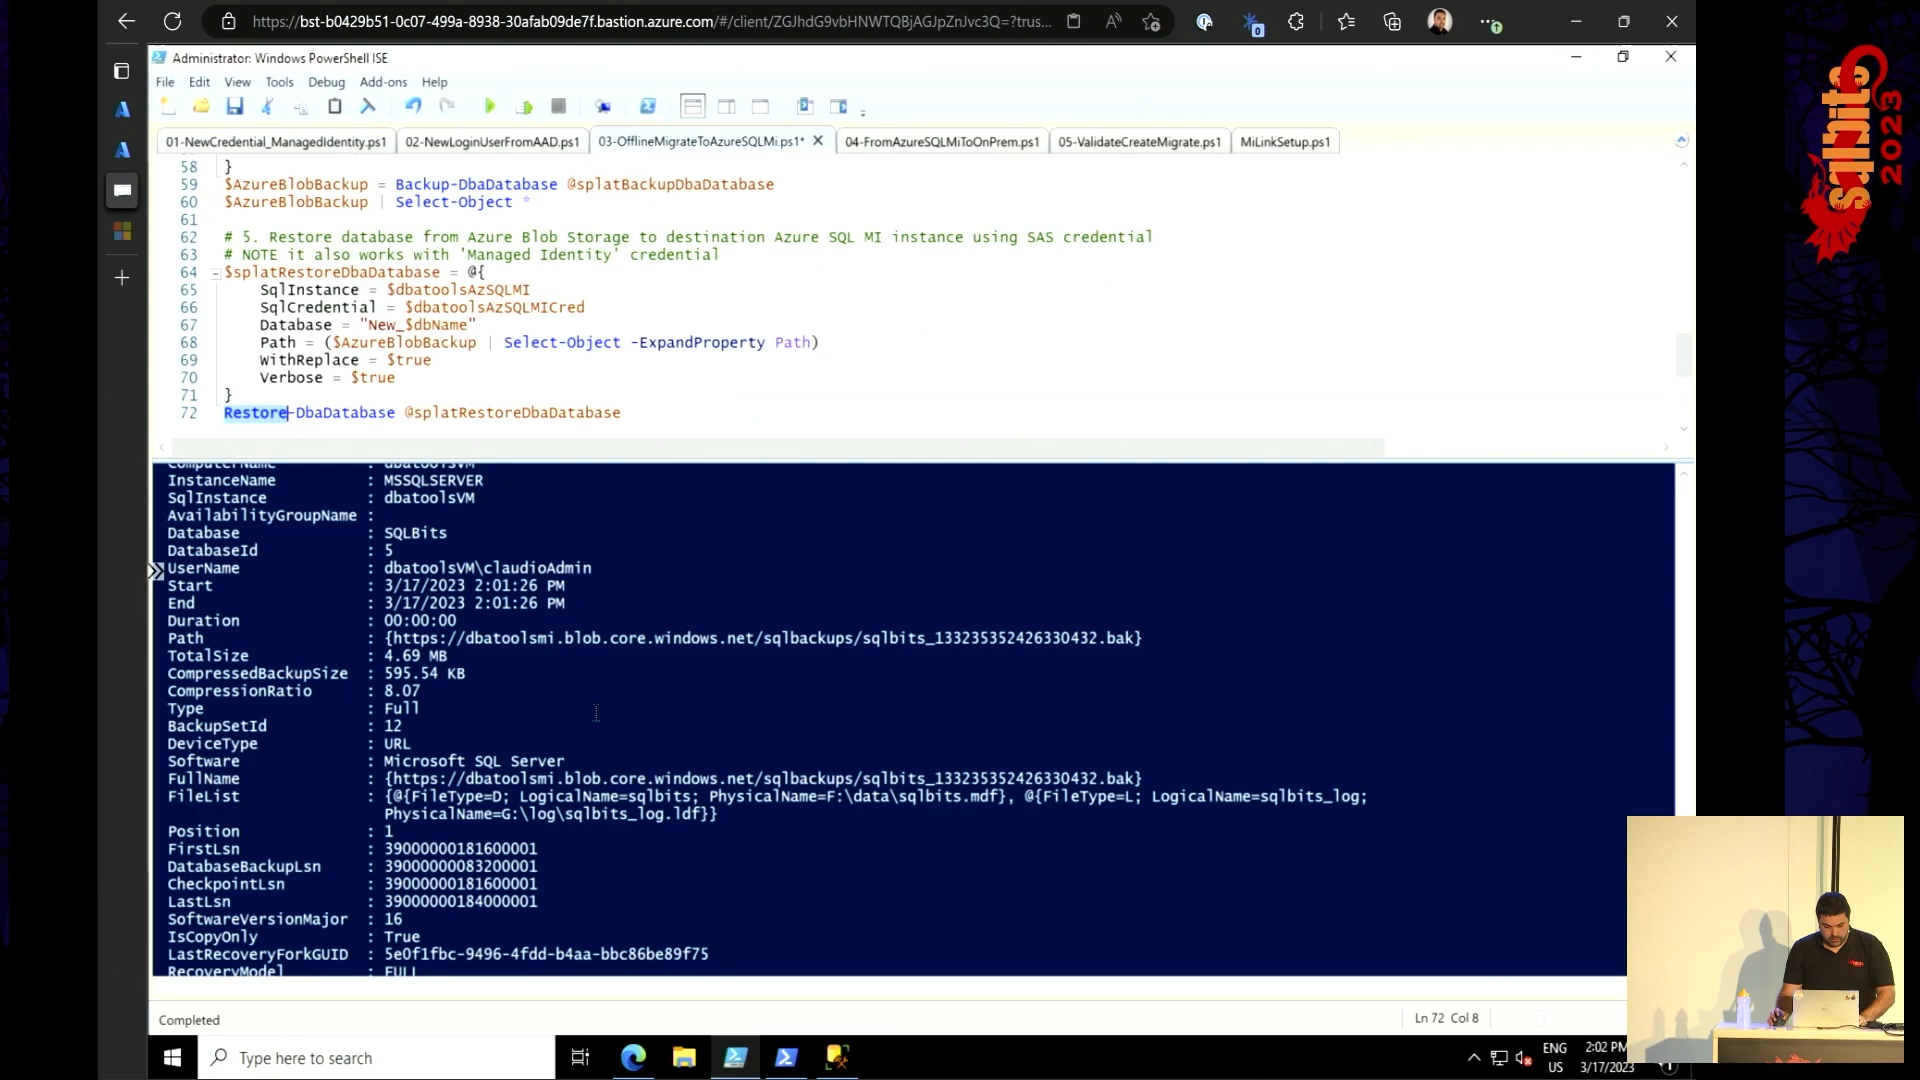 https://bst-b0429b51-0c07-499a-8938-30afab09de7f.bastion.azure.com/#/client/ZGJhdG9vbHNWTQBjAGJpZnJvc3Q=?trus...
Administrator: Windows PowerShell ISE
File Edit View Tools Debug Add-ons Help
01-NewCredential_ManagedIdentity.ps1 02-NewLoginUserFromAAD.ps1 03-OfflineMigrateToAzureSQLMi.ps1* 04-FromAzureSQLMiToOnPrem.ps1 05-ValidateCreateMigrate.ps1 MiLinkSetup.ps1
58 }
59 $AzureBlobBackup = Backup-DbaDatabase @splatBackupDbaDatabase
60 $AzureBlobBackup | Select-Object *
61
62 # 5. Restore database from Azure Blob Storage to destination Azure SQL MI instance using SAS credential
63 # NOTE it also works with 'Managed Identity' credential
64 $splatRestoreDbaDatabase = @{
65 SqlInstance = $dbatoolsAzSQLMI
66 SqlCredential = $dbatoolsAzSQLMICred
67 Database = "New_$dbName"
68 Path = ($AzureBlobBackup | Select-Object -ExpandProperty Path)
69 WithReplace = $true
70 Verbose = $true
71 }
72 Restore-DbaDatabase @splatRestoreDbaDatabase
ComputerName : dbatoolsVM
InstanceName : MSSQLSERVER
SqlInstance : dbatoolsVM
AvailabilityGroupName :
Database : SQLBits
DatabaseId : 5
UserName : dbatoolsVM\claudioAdmin
Start : 3/17/2023 2:01:26 PM
End : 3/17/2023 2:01:26 PM
Duration : 00:00:00
Path : {https://dbatoolsmi.blob.core.windows.net/sqlbackups/sqlbits_133235352426330432.bak}
TotalSize : 4.69 MB
CompressedBackupSize : 595.54 KB
CompressionRatio : 8.07
Type : Full
BackupSetId : 12
DeviceType : URL
Software : Microsoft SQL Server
FullName : {https://dbatoolsmi.blob.core.windows.net/sqlbackups/sqlbits_133235352426330432.bak}
FileList : {@{FileType=D; LogicalName=sqlbits; PhysicalName=F:\data\sqlbits.mdf}, @{FileType=L; LogicalName=sqlbits_log;
PhysicalName=G:\log\sqlbits_log.ldf}}
Position : 1
FirstLsn : 39000000181600001
DatabaseBackupLsn : 39000000083200001
CheckpointLsn : 39000000181600001
LastLsn : 39000000184000001
SoftwareVersionMajor : 16
IsCopyOnly : True
LastRecoveryForkGUID : 5e0f1fbc-9496-4fdd-b4aa-bbc86be89f75
RecoveryModel : FULL
Completed
Ln 72 Col 8
Type here to search
ENG
US
2:02 PM
3/17/2023
sqlbits
2023